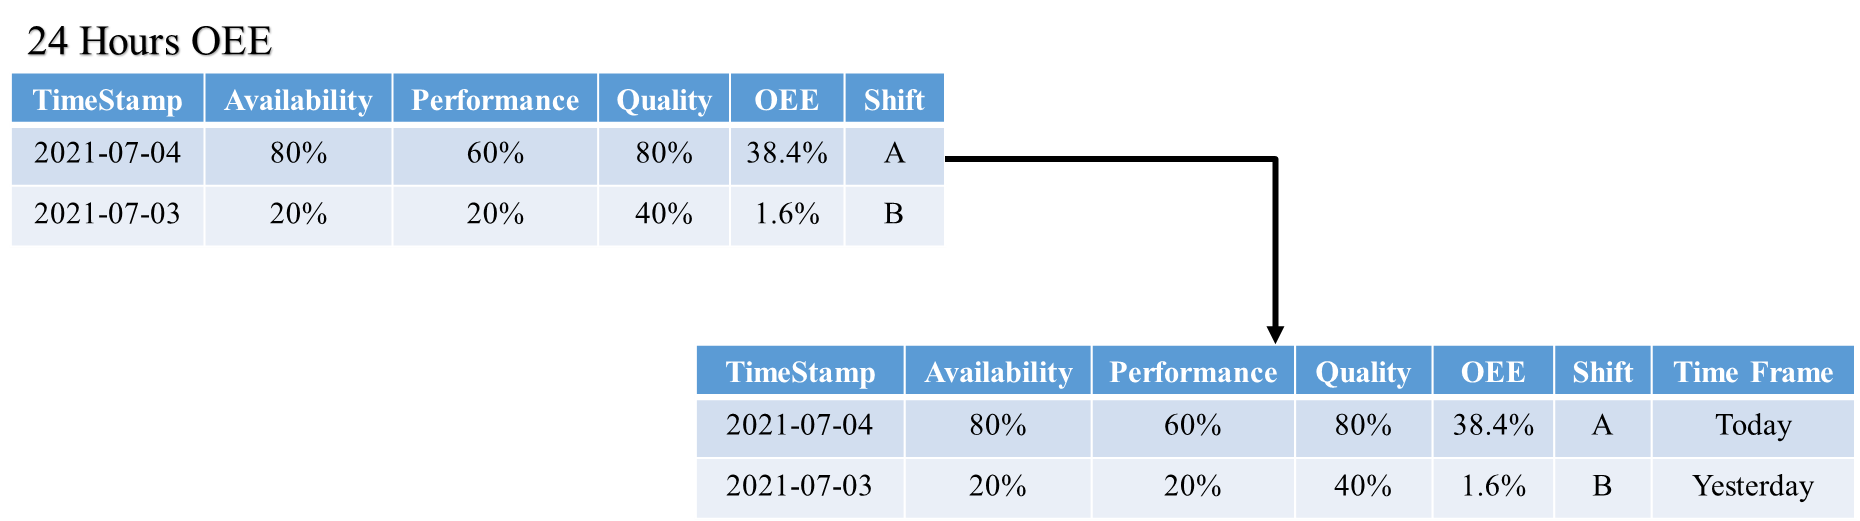 24 Hours OEE
TimeStamp Availability Performance Quality OEE Shift
2021-07-04 80% 60% 80% 38.4% A
2021-07-03 20% 20% 40% 1.6% B
TimeStamp Availability Performance Quality OEE Shift Time Frame
2021-07-04 80% 60% 80% 38.4% A Today
2021-07-03 20% 20% 40% 1.6% B Yesterday